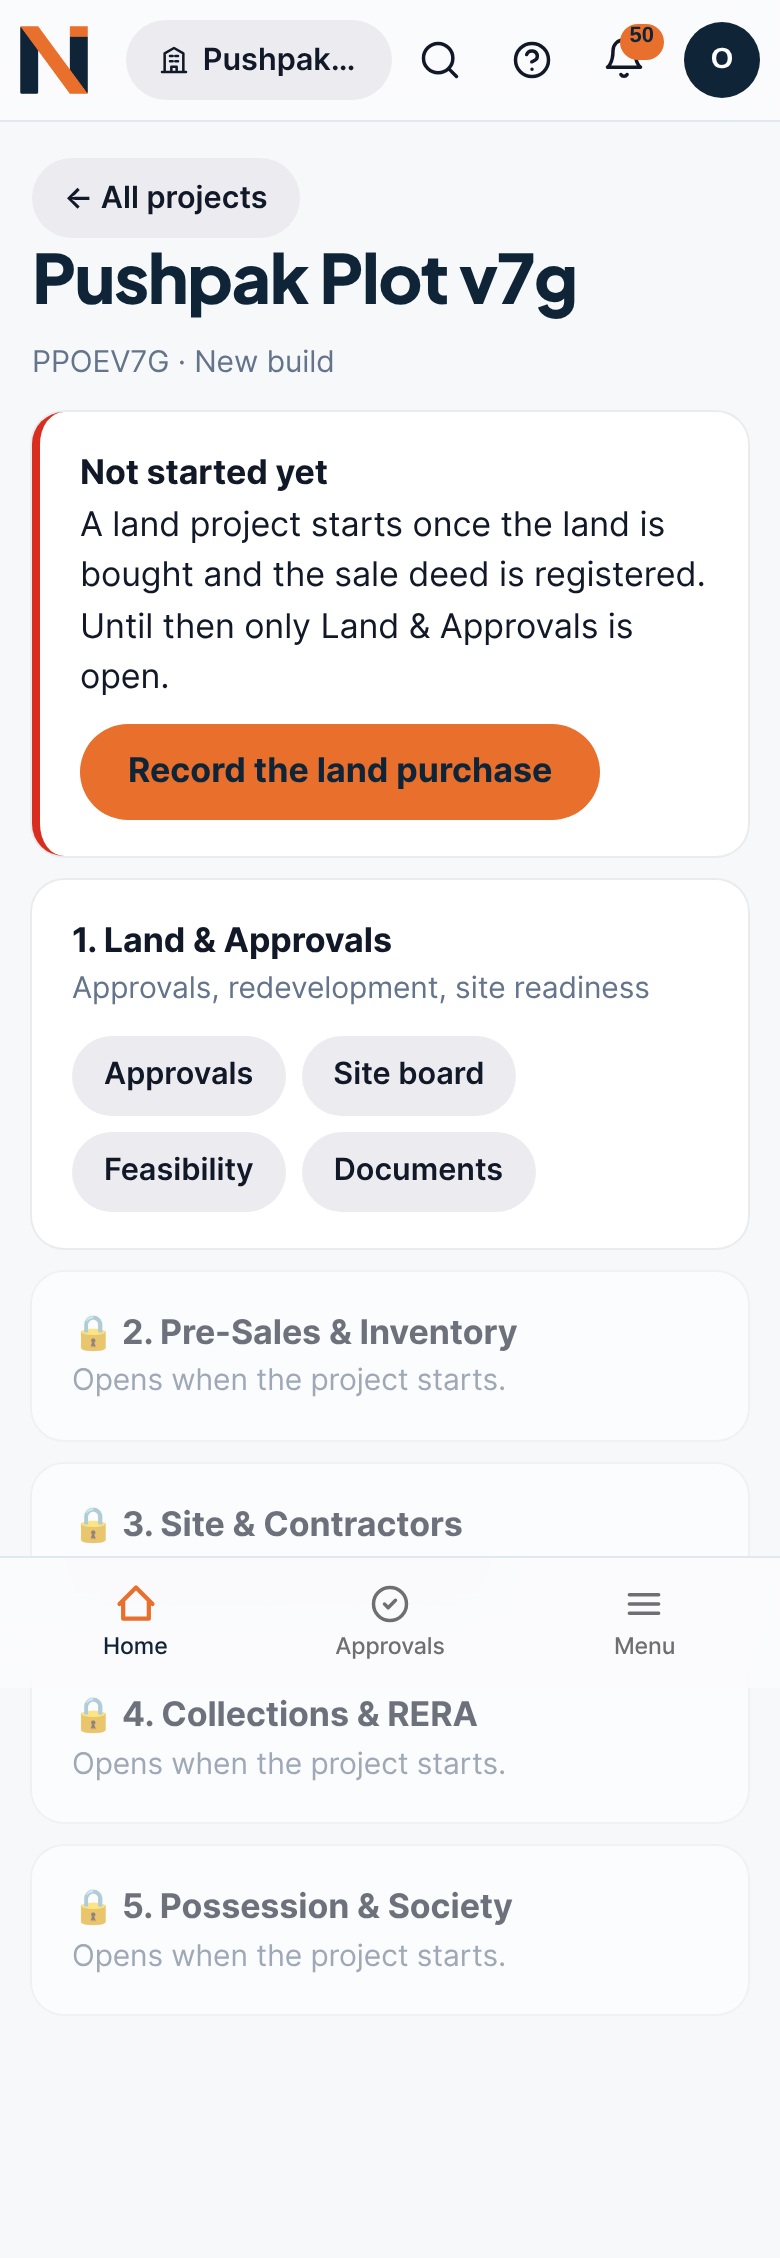 N
Pushpak...
50
O
← All projects
Pushpak Plot v7g
PPOEV7G · New build
Not started yet
A land project starts once the land is
bought and the sale deed is registered.
Until then only Land & Approvals is
open.
Record the land purchase
1. Land & Approvals
Approvals, redevelopment, site readiness
Approvals
Site board
Feasibility
Documents
2. Pre-Sales & Inventory
Opens when the project starts.
3. Site & Contractors
Home
Approvals
Menu
4. Collections & RERA
Opens when the project starts.
5. Possession & Society
Opens when the project starts.